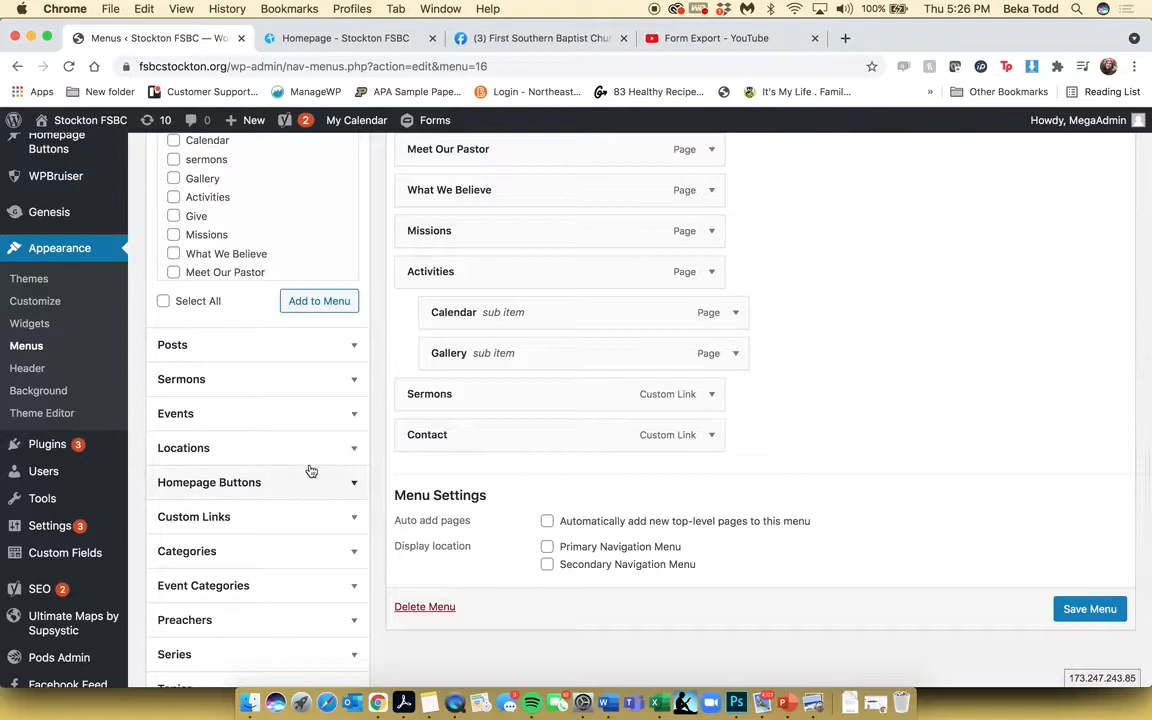 Chrome File Edit View History Bookmarks Profiles Tab Window Help 100% Thu 5:26 PM Beka Todd
Menus ‹ Stockton FSBC — Wo Homepage - Stockton FSBC (3) First Southern Baptist Chur Form Export - YouTube
fsbcstockton.org/wp-admin/nav-menus.php?action=edit&menu=16
Apps New folder Customer Support... ManageWP APA Sample Pape... Login - Northeast... 83 Healthy Recipe... It's My Life . Famil... » Other Bookmarks Reading List
Stockton FSBC 10 0 New 2 My Calendar Forms Howdy, MegaAdmin
Homepage
Buttons
WPBruiser
Genesis
Appearance
Themes
Customize
Widgets
Menus
Header
Background
Theme Editor
Plugins 3
Users
Tools
Settings 3
Custom Fields
SEO 2
Ultimate Maps by
Supsystic
Pods Admin
Facebook Feed
Calendar
sermons
Gallery
Activities
Give
Missions
What We Believe
Meet Our Pastor
Select All Add to Menu
Posts
Sermons
Events
Locations
Homepage Buttons
Custom Links
Categories
Event Categories
Preachers
Series
Meet Our Pastor Page
What We Believe Page
Missions Page
Activities Page
Calendar sub item Page
Gallery sub item Page
Sermons Custom Link
Contact Custom Link
Menu Settings
Auto add pages Automatically add new top-level pages to this menu
Display location Primary Navigation Menu
Secondary Navigation Menu
Delete Menu Save Menu
173.247.243.85